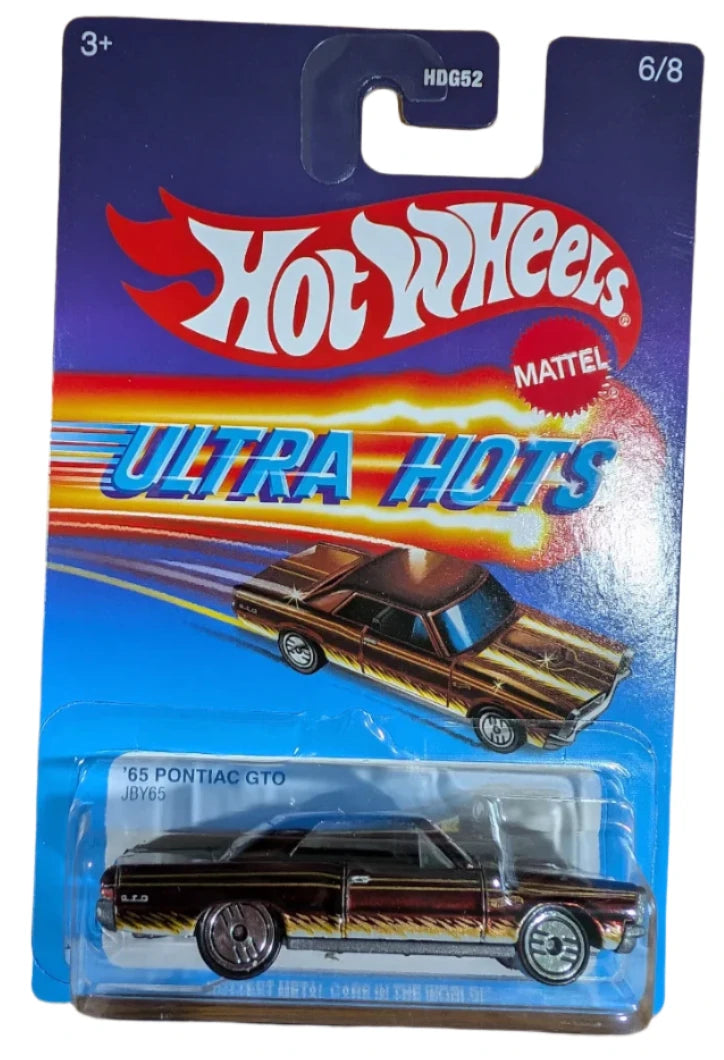 3+
HDG52
6/8
HOT WHEELS®
MATTEL
ULTRA HOTS
G.T.O
'65 PONTIAC GTO
JBY65
G.T.O